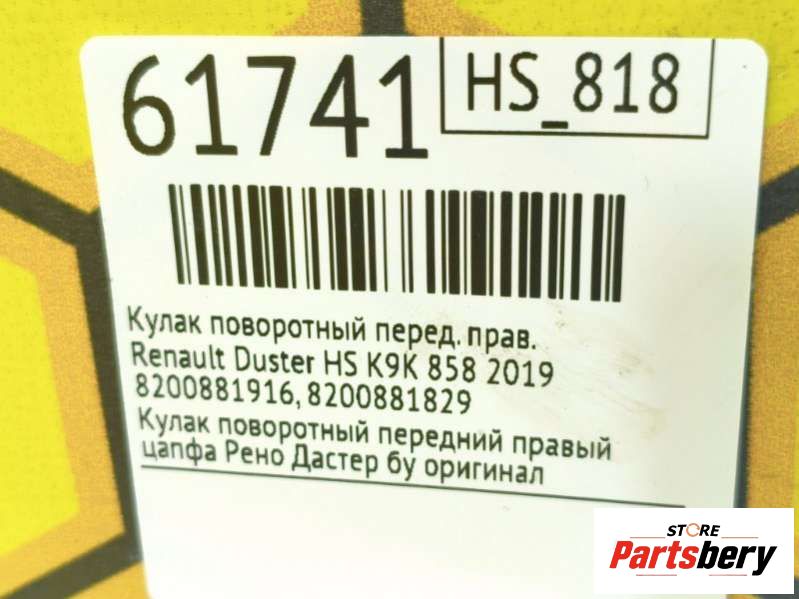 61741
HS_818
Кулак поворотный перед. прав.
Renault Duster HS K9K 858 2019
8200881916, 8200881829
Кулак поворотный передний правый
цапфа Рено Дастер бу оригинал
STORE
Partsbery